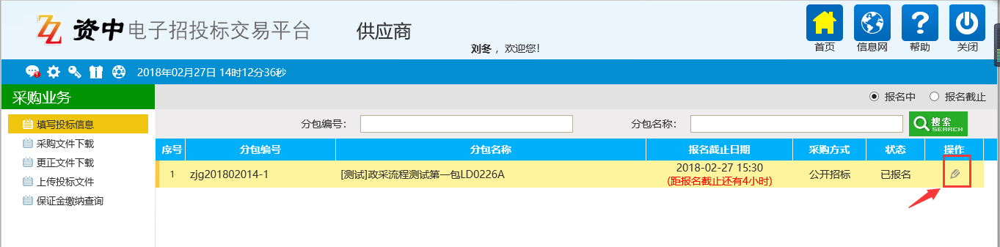 资中 电子招投标交易平台 供应商
刘冬 ，欢迎您！
首页 信息网 帮助 关闭
2018年02月27日 14时12分36秒
采购业务
报名中 报名截止
填写投标信息
采购文件下载
更正文件下载
上传投标文件
保证金缴纳查询
分包编号： 分包名称： 搜索 SEARCH
序号 分包编号 分包名称 报名截止日期 采购方式 状态 操作
1 zjg201802014-1 [测试]政采流程测试第一包LD0226A 2018-02-27 15:30 公开招标 已报名
(距报名截止还有4小时)